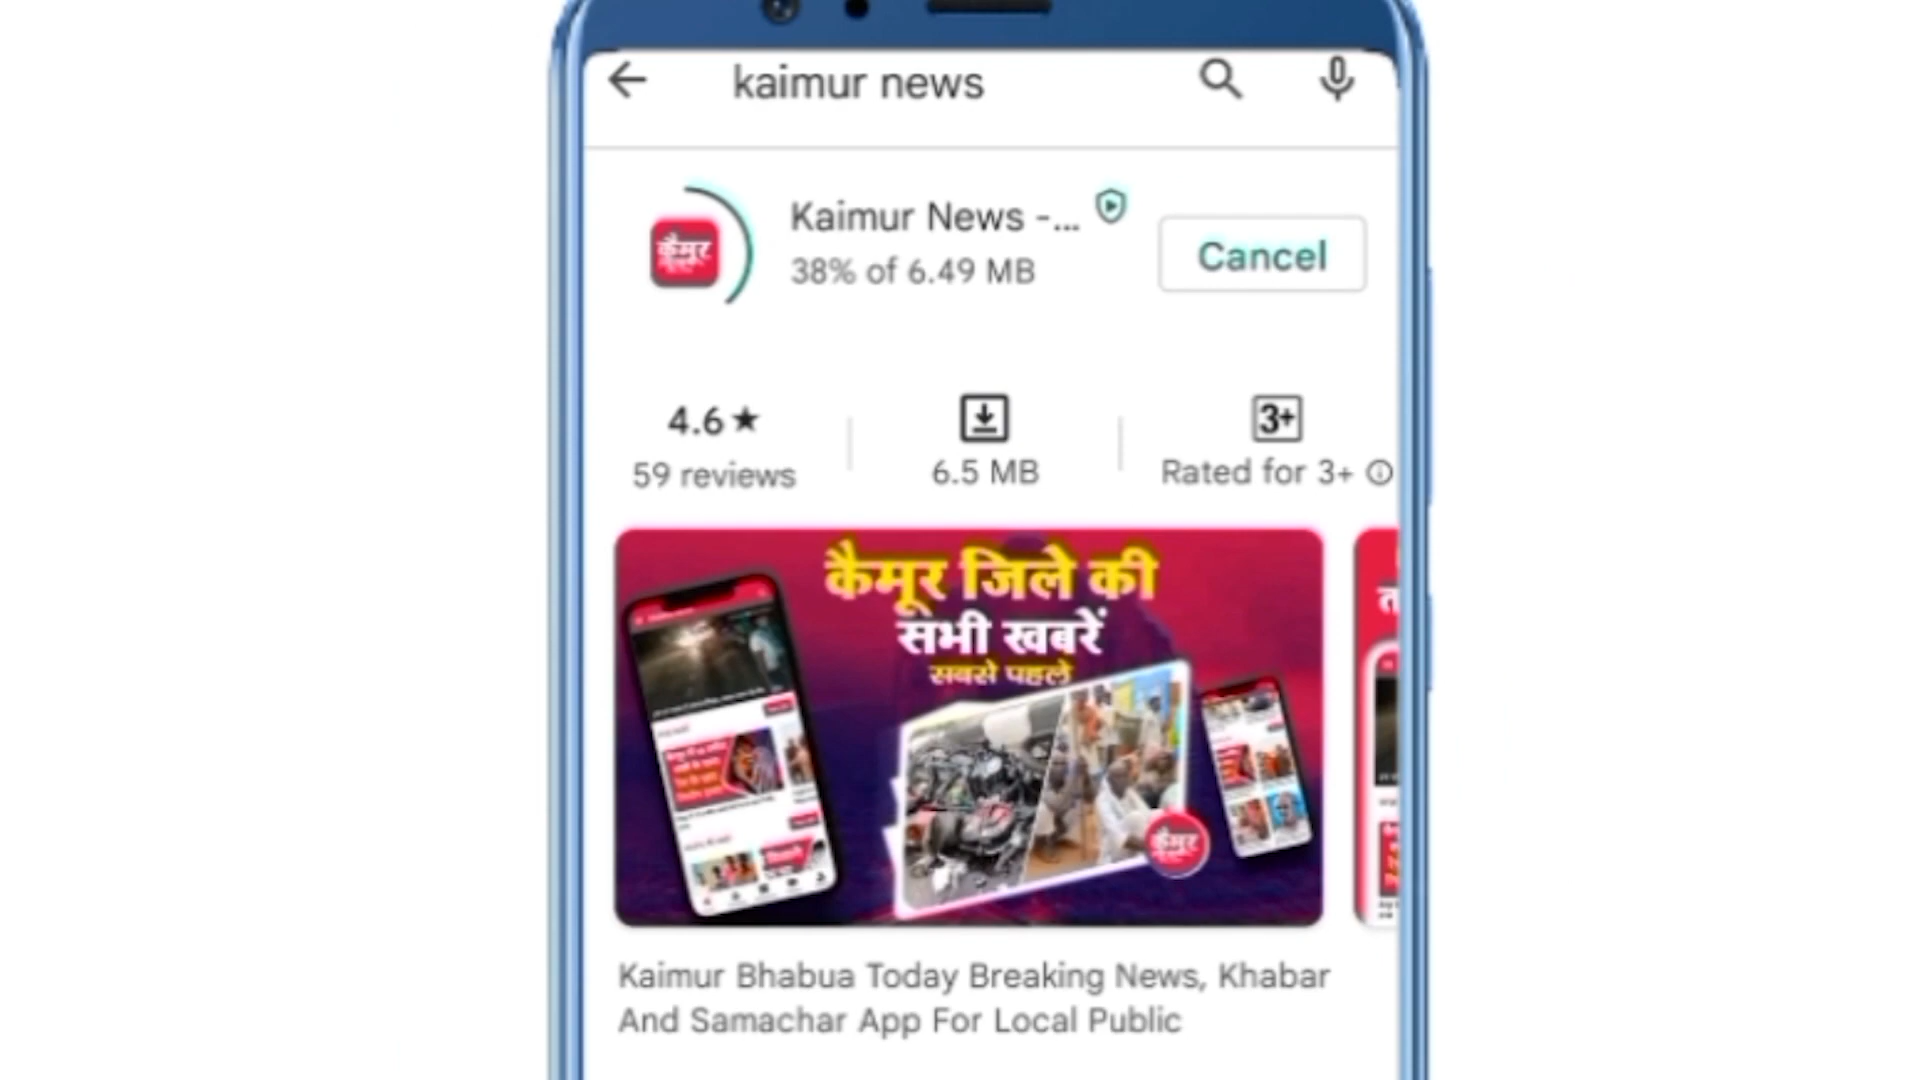 kaimur news
Kaimur News -...
38% of 6.49 MB
Cancel
कैमूर
4.6★
59 reviews
6.5 MB
3+
Rated for 3+
कैमूर जिले की
सभी खबरें
सबसे पहले
कैमूर
Kaimur Bhabua Today Breaking News, Khabar
And Samachar App For Local Public